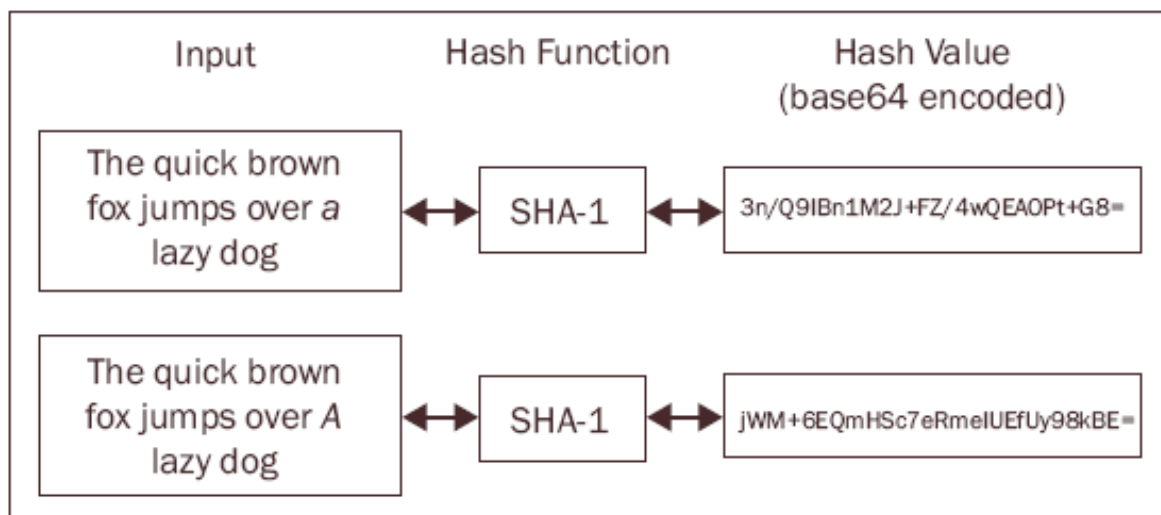 Input
Hash Function
Hash Value
(base64 encoded)
The quick brown
fox jumps over a
lazy dog
SHA-1
3n/Q9IBn1M2J+FZ/4wQEAOPt+G8=
The quick brown
fox jumps over A
lazy dog
SHA-1
jWM+6EQmHSc7eRmeIUEfUy98kBE=